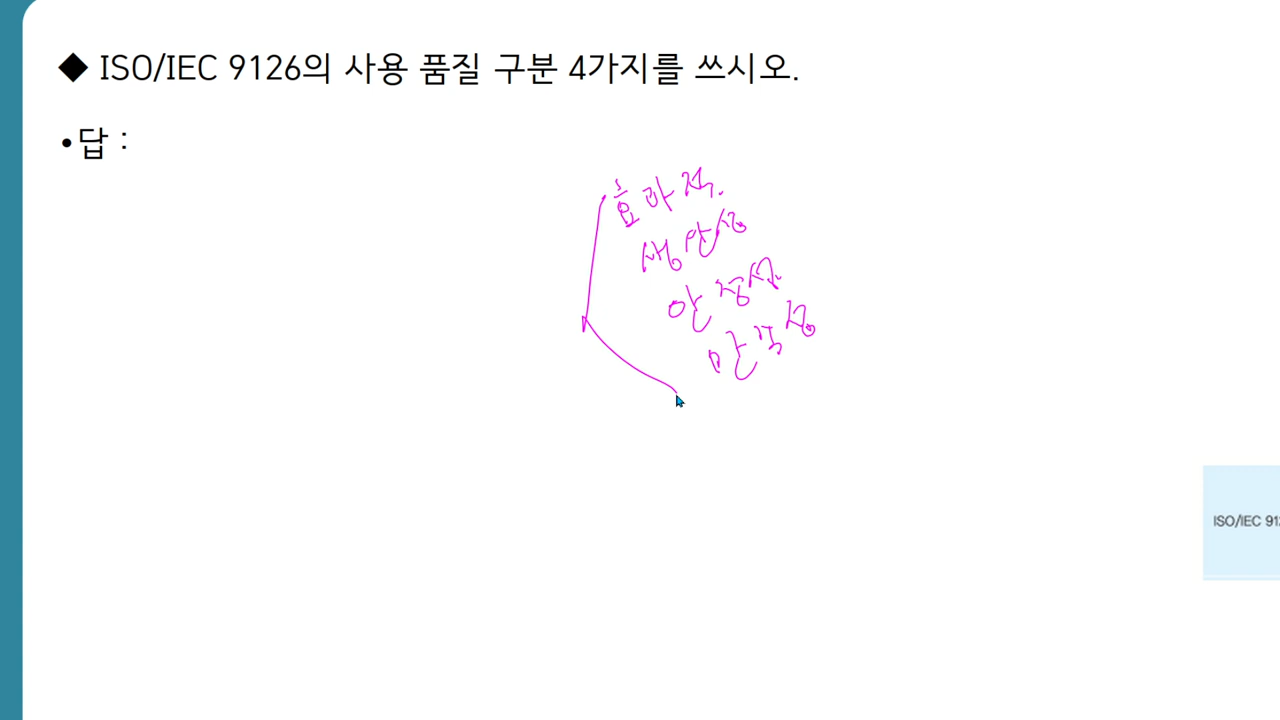 ◆ ISO/IEC 9126의 사용 품질 구분 4가지를 쓰시오.
•답 :
효과적.
생산성
안정성
만족성
ISO/IEC 91